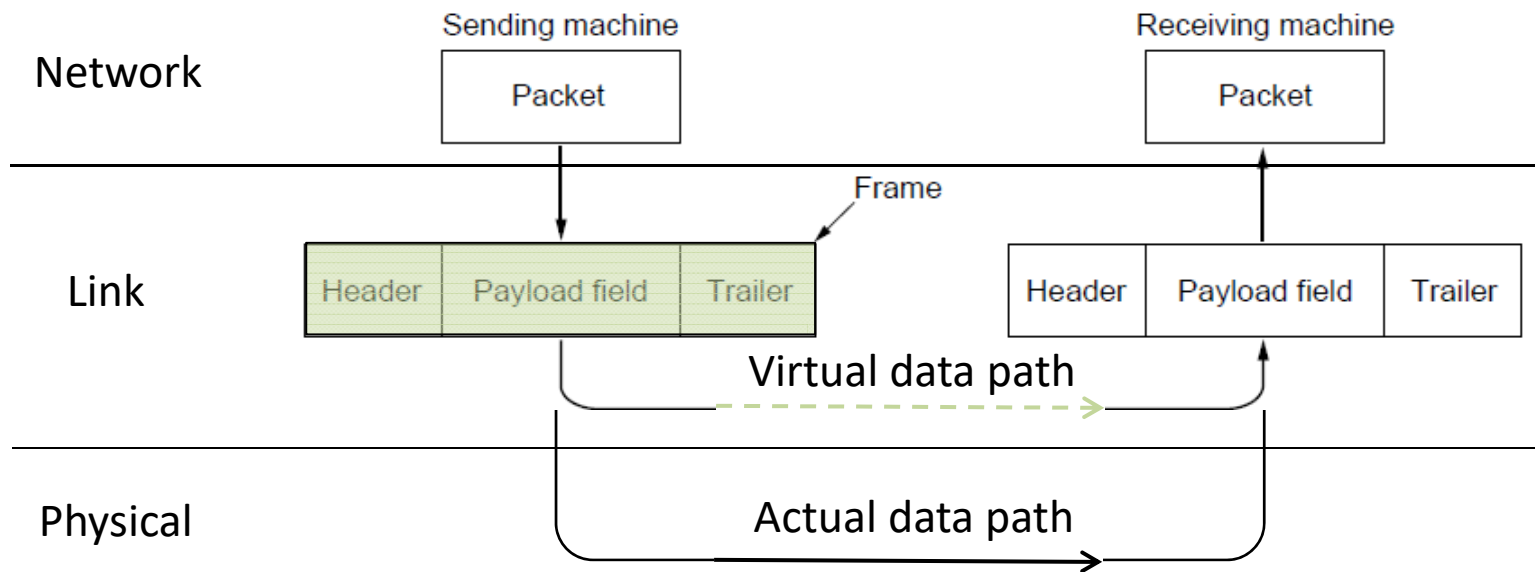 Sending machine
Receiving machine
Network
Packet
Packet
Frame
Link
Header
Payload field
Trailer
Header
Payload field
Trailer
Virtual data path
Physical
Actual data path